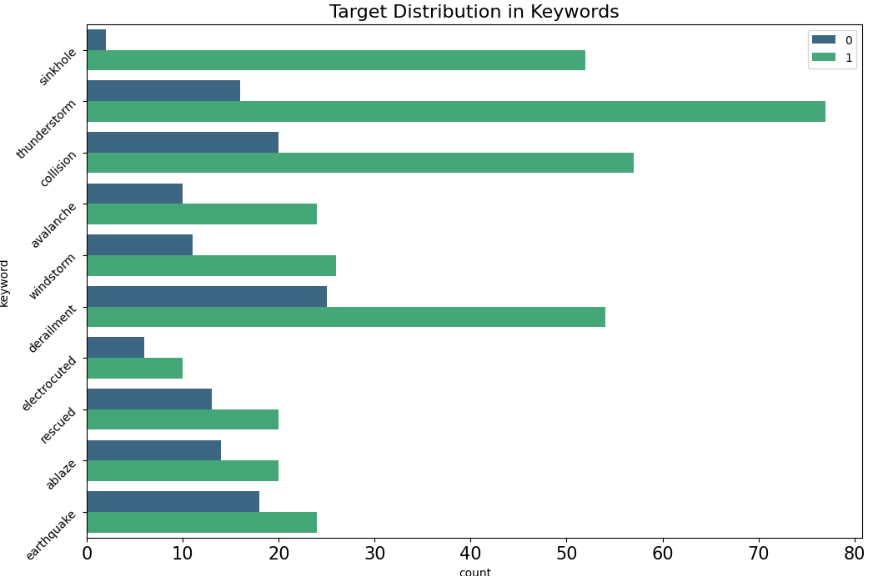 Target Distribution in Keywords
0
1
sinkhole
thunderstorm
collision
avalanche
windstorm
derailment
electrocuted
rescued
ablaze
earthquake
keyword
0 10 20 30 40 50 60 70 80
count